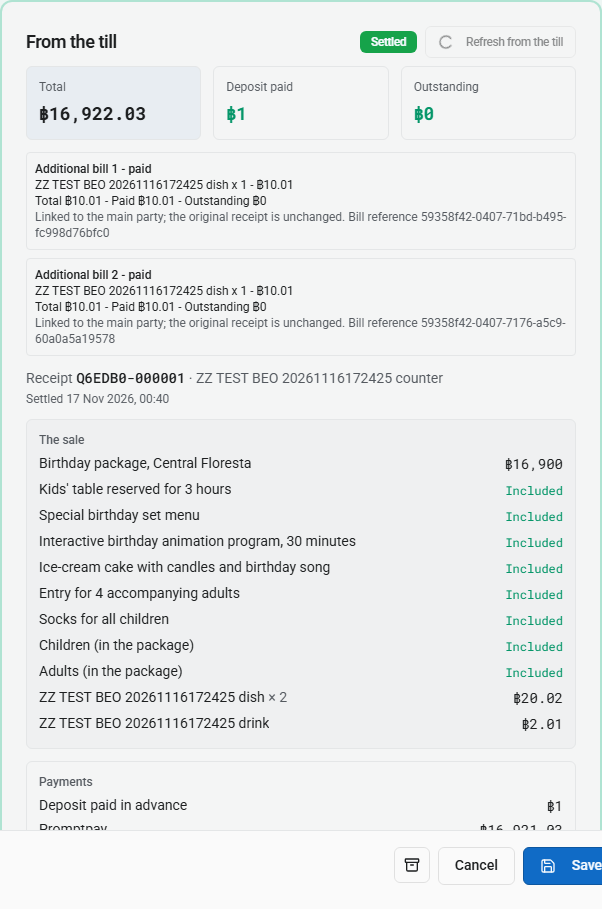 From the till
Settled
Refresh from the till
Total
฿16,922.03
Deposit paid
฿1
Outstanding
฿0
Additional bill 1 - paid
ZZ TEST BEO 20261116172425 dish x 1 - ฿10.01
Total ฿10.01 - Paid ฿10.01 - Outstanding ฿0
Linked to the main party; the original receipt is unchanged. Bill reference 59358f42-0407-71bd-b495-
fc998d76bfc0
Additional bill 2 - paid
ZZ TEST BEO 20261116172425 dish x 1 - ฿10.01
Total ฿10.01 - Paid ฿10.01 - Outstanding ฿0
Linked to the main party; the original receipt is unchanged. Bill reference 59358f42-0407-7176-a5c9-
60a0a5a19578
Receipt Q6EDB0-000001 · ZZ TEST BEO 20261116172425 counter
Settled 17 Nov 2026, 00:40
The sale
Birthday package, Central Floresta ฿16,900
Kids' table reserved for 3 hours Included
Special birthday set menu Included
Interactive birthday animation program, 30 minutes Included
Ice-cream cake with candles and birthday song Included
Entry for 4 accompanying adults Included
Socks for all children Included
Children (in the package) Included
Adults (in the package) Included
ZZ TEST BEO 20261116172425 dish × 2 ฿20.02
ZZ TEST BEO 20261116172425 drink ฿2.01
Payments
Deposit paid in advance ฿1
Promptpay ฿16,921.03
Cancel
Save